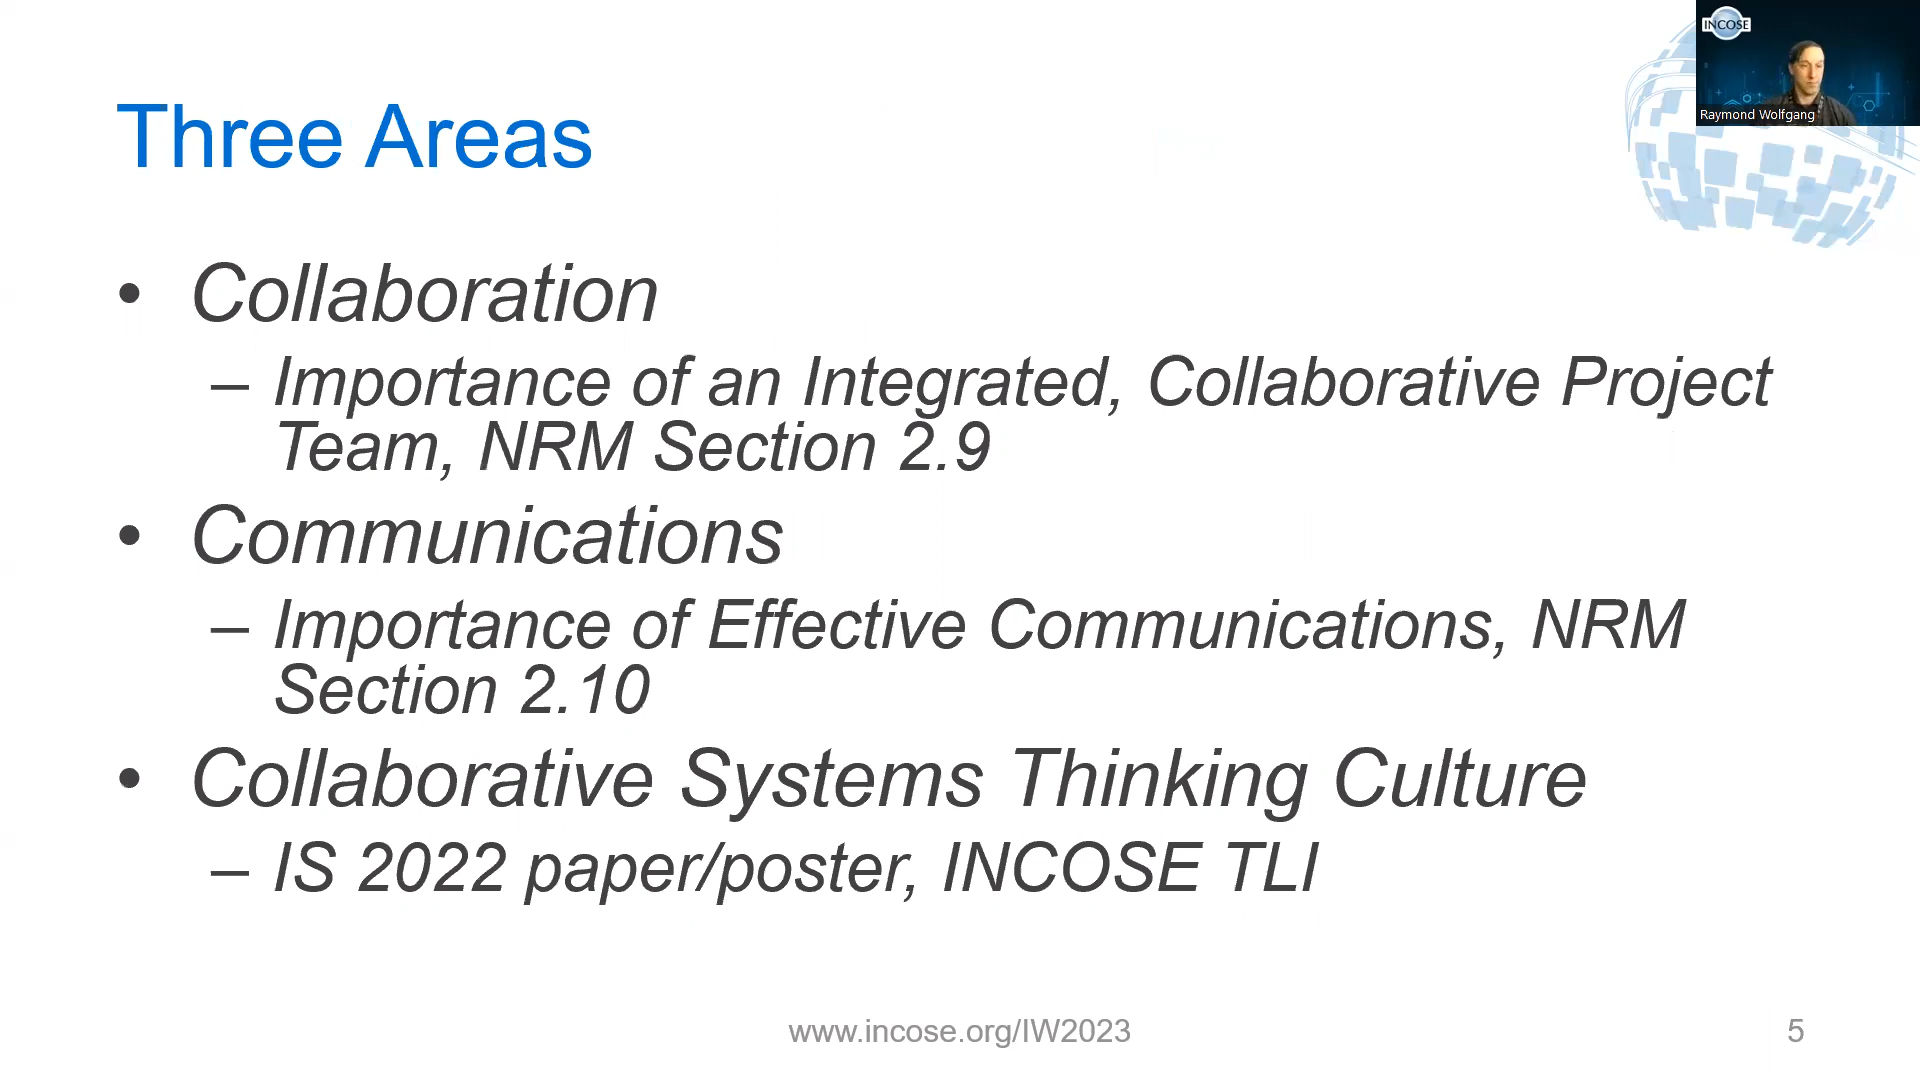 INCOSE
Raymond Wolfgang
Three Areas
• Collaboration
– Importance of an Integrated, Collaborative Project
Team, NRM Section 2.9
• Communications
– Importance of Effective Communications, NRM
Section 2.10
• Collaborative Systems Thinking Culture
– IS 2022 paper/poster, INCOSE TLI
www.incose.org/IW2023
5